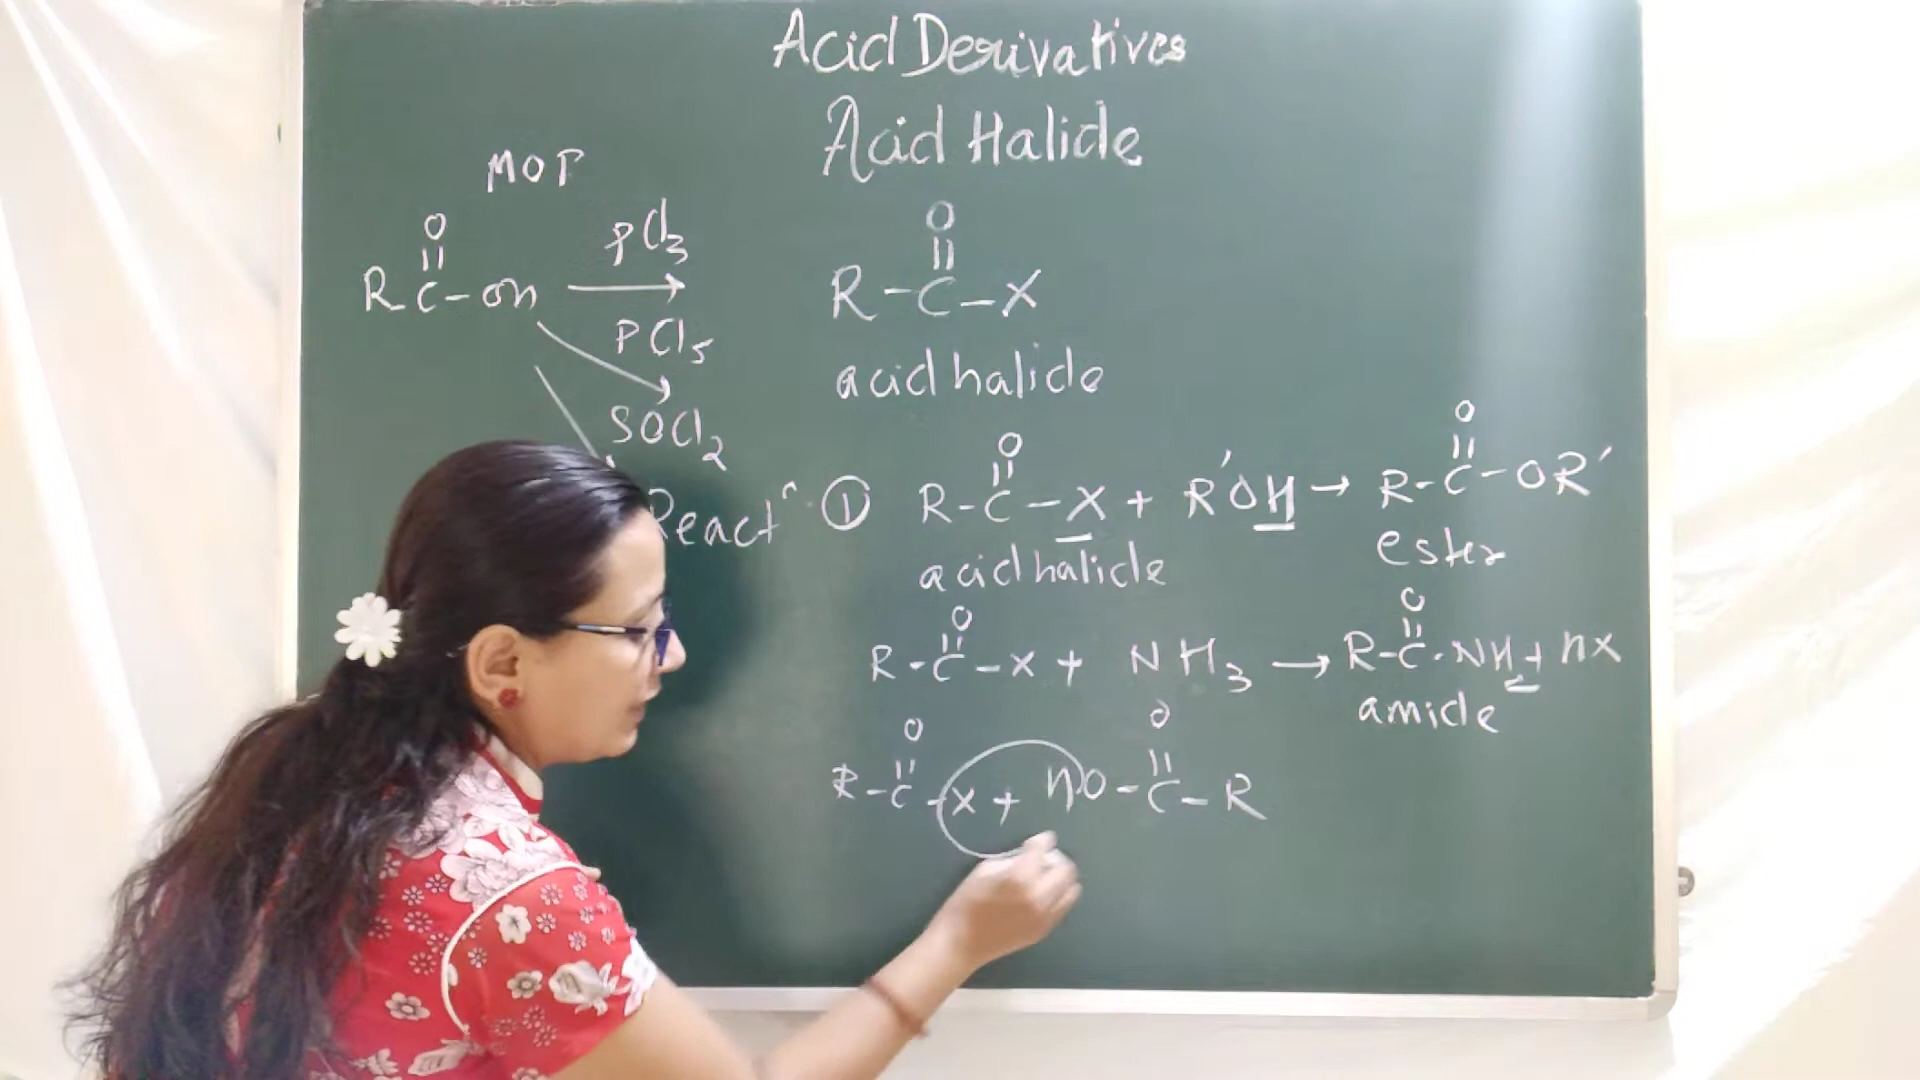 Acid Derivatives
Acid Halide
MOP
O
||
R-C-OH → PCl3
PCl5
SOCl2
O
||
R-C-X
acid halide
React^n ① R-C(=O)-X + R'OH → R-C(=O)-OR'
acid halide ester
R-C(=O)-X + NH3 → R-C(=O)-NH2 + HX
amide
R-C(=O)-X + HO-C(=O)-R